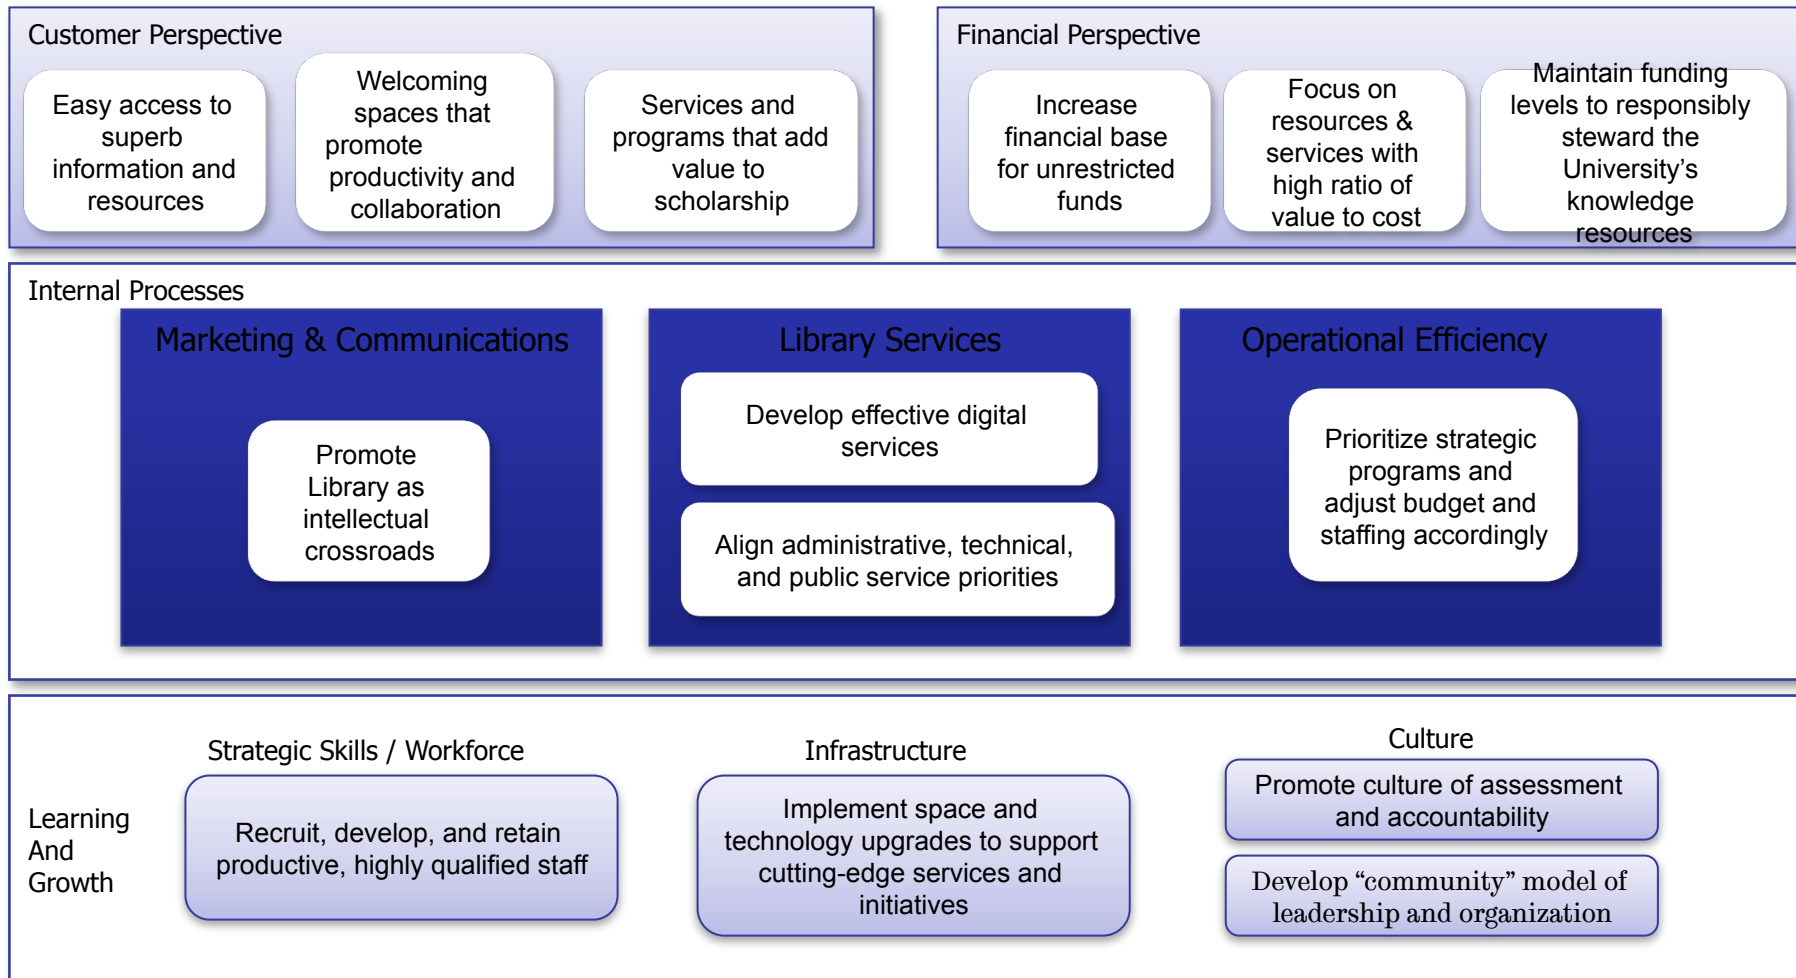 Customer Perspective
Easy access to
superb
information and
resources
Welcoming
spaces that
promote
productivity and
collaboration
Services and
programs that add
value to
scholarship
Financial Perspective
Increase
financial base
for unrestricted
funds
Focus on
resources &
services with
high ratio of
value to cost
Maintain funding
levels to responsibly
steward the
University’s
knowledge
resources
Internal Processes
Marketing & Communications
Promote
Library as
intellectual
crossroads
Library Services
Develop effective digital
services
Align administrative, technical,
and public service priorities
Operational Efficiency
Prioritize strategic
programs and
adjust budget and
staffing accordingly
Learning
And
Growth
Strategic Skills / Workforce
Recruit, develop, and retain
productive, highly qualified staff
Infrastructure
Implement space and
technology upgrades to support
cutting-edge services and
initiatives
Culture
Promote culture of assessment
and accountability
Develop “community” model of
leadership and organization